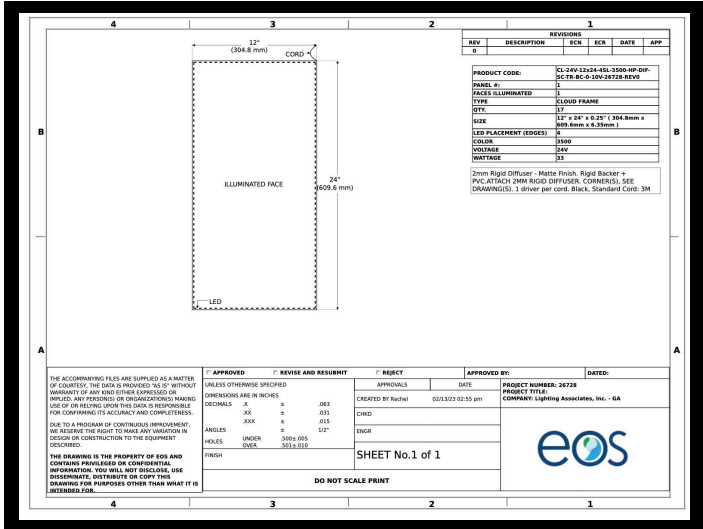 4 3 2 1
REVISIONS
REV DESCRIPTION ECN ECR DATE APP
0
12"
(304.8 mm)
CORD
PRODUCT CODE: CL-24V-12x24-4SL-3500-HP-DIF-
SC-TR-BC-0-10V-26728-REV0
PANEL #: 1
FACES ILLUMINATED 1
TYPE CLOUD FRAME
QTY. 17
SIZE 12" x 24" x 0.25" ( 304.8mm x
609.6mm x 6.35mm )
LED PLACEMENT (EDGES) 4
COLOR 3500
VOLTAGE 24V
WATTAGE 33
B B
2mm Rigid Diffuser - Matte Finish. Rigid Backer +
PVC.ATTACH 2MM RIGID DIFFUSER. CORNER(S), SEE
DRAWING(S). 1 driver per cord. Black, Standard Cord: 3M
ILLUMINATED FACE
24"
(609.6 mm)
LED
A A
THE ACCOMPANYING FILES ARE SUPPLIED AS A MATTER
OF COURTESY. THE DATA IS PROVIDED "AS IS" WITHOUT
WARRANTY OF ANY KIND EITHER EXPRESSED OR
IMPLIED. ANY PERSON(S) OR ORGANIZATION(S) MAKING
USE OF OR RELYING UPON THIS DATA IS RESPONSIBLE
FOR CONFIRMING ITS ACCURACY AND COMPLETENESS.
DUE TO A PROGRAM OF CONTINUOUS IMPROVEMENT,
WE RESERVE THE RIGHT TO MAKE ANY VARIATION IN
DESIGN OR CONSTRUCTION TO THE EQUIPMENT
DESCRIBED.
THE DRAWING IS THE PROPERTY OF EOS AND
CONTAINS PRIVILEGED OR CONFIDENTIAL
INFORMATION. YOU WILL NOT DISCLOSE, USE
DISSEMINATE, DISTRIBUTE OR COPY THIS
DRAWING FOR PURPOSES OTHER THAN WHAT IT IS
INTENDED FOR.
APPROVED REVISE AND RESUBMIT REJECT APPROVED BY: DATED:
UNLESS OTHERWISE SPECIFIED
DIMENSIONS ARE IN INCHES
DECIMALS .X ± .063
.XX ± .031
.XXX ± .015
ANGLES ± 1/2°
HOLES UNDER .500±.005
OVER .501±.010
FINISH
APPROVALS DATE
CREATED BY Rachel 02/13/23 02:55 pm
CHKD
ENGR
SHEET No.1 of 1
DO NOT SCALE PRINT
PROJECT NUMBER: 26728
PROJECT TITLE:
COMPANY: Lighting Associates, Inc. - GA
eos
4 3 2 1